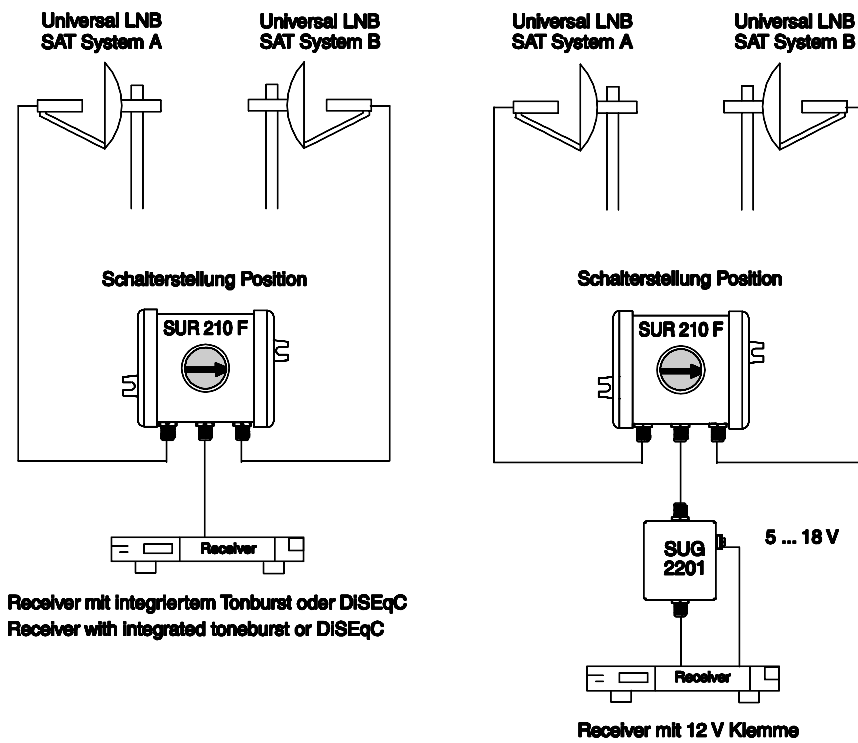 Universal LNB
SAT System A
Universal LNB
SAT System B
Schalterstellung Position
SUR 210 F
Receiver
Receiver mit integriertem Tonburst oder DiSEqC
Receiver with integrated toneburst or DiSEqC
Universal LNB
SAT System A
Universal LNB
SAT System B
Schalterstellung Position
SUR 210 F
SUG
2201
5 ... 18 V
Receiver
Receiver mit 12 V Klemme